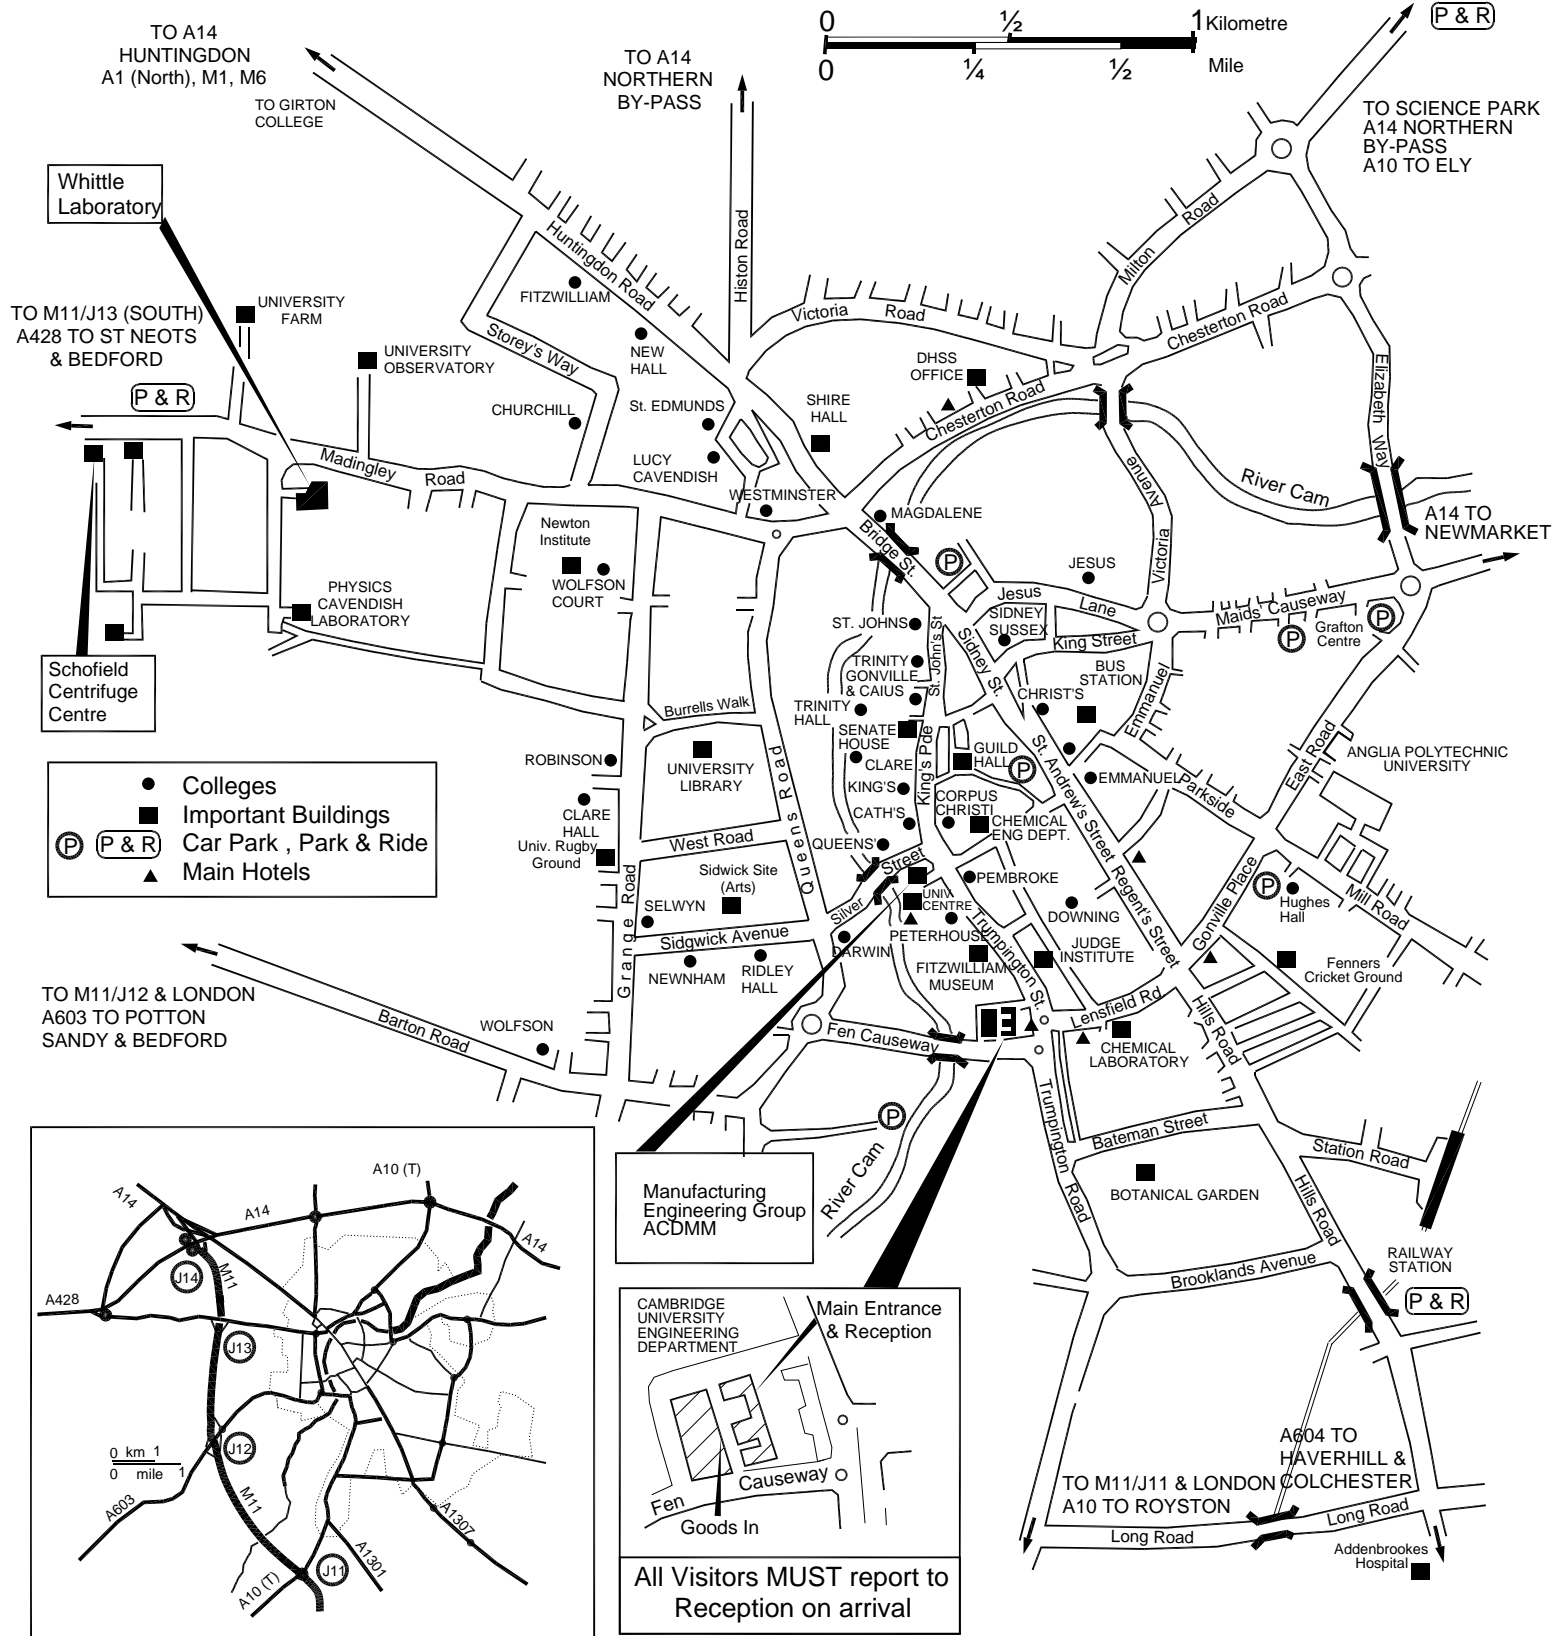 TO A14
HUNTINGDON
A1 (North), M1, M6
TO GIRTON
COLLEGE
TO A14
NORTHERN
BY-PASS
0 ½ 1 Kilometre
0 ¼ ½ Mile
P & R
TO SCIENCE PARK
A14 NORTHERN
BY-PASS
A10 TO ELY
Whittle
Laboratory
TO M11/J13 (SOUTH)
A428 TO ST NEOTS
& BEDFORD
P & R
UNIVERSITY
FARM
UNIVERSITY
OBSERVATORY
Huntingdon Road
Histon Road
FITZWILLIAM
Storey's Way
NEW
HALL
CHURCHILL
St. EDMUNDS
LUCY
CAVENDISH
WESTMINSTER
Victoria Road
Milton Road
Chesterton Road
DHSS
OFFICE
SHIRE
HALL
Chesterton Road
Elizabeth Way
River Cam
A14 TO
NEWMARKET
Madingley Road
Newton
Institute
WOLFSON
COURT
PHYSICS
CAVENDISH
LABORATORY
Schofield
Centrifuge
Centre
MAGDALENE
Bridge St.
P
JESUS
Victoria Avenue
Jesus Lane
SIDNEY
SUSSEX
King Street
Maids' Causeway
P
Grafton
Centre
P
ST. JOHNS
St. John's St
Sidney St.
TRINITY
GONVILLE
& CAIUS
TRINITY
HALL
BUS
STATION
CHRIST'S
Emmanuel
SENATE
HOUSE
King's Pde
GUILD
HALL
P
CLARE
KING'S
CATH'S
CORPUS
CHRISTI
CHEMICAL
ENG DEPT.
St. Andrew's Street
EMMANUEL
Parkside
East Road
ANGLIA POLYTECHNIC
UNIVERSITY
Burrells Walk
ROBINSON
UNIVERSITY
LIBRARY
CLARE
HALL
Univ. Rugby
Ground
Queens Road
West Road
Sidwick Site
(Arts)
SELWYN
Grange Road
Sidgwick Avenue
NEWNHAM
RIDLEY
HALL
QUEENS'
Silver Street
DARWIN
UNIV.
CENTRE
PEMBROKE
PETERHOUSE
Trumpington St.
FITZWILLIAM
MUSEUM
DOWNING
JUDGE
INSTITUTE
Regent's Street
Gonville Place
P
Hughes
Hall
Mill Road
Fenners
Cricket Ground
Colleges
Important Buildings
P P & R Car Park , Park & Ride
Main Hotels
TO M11/J12 & LONDON
A603 TO POTTON
SANDY & BEDFORD
Barton Road
WOLFSON
Fen Causeway
Lensfield Rd
CHEMICAL
LABORATORY
Hills Road
P
River Cam
Trumpington Road
Bateman Street
BOTANICAL GARDEN
Station Road
Hills Road
RAILWAY
STATION
P & R
Brooklands Avenue
Manufacturing
Engineering Group
ACDMM
A14
A14
A10 (T)
A14
J14
M11
A428
J13
J12
0 km 1
0 mile 1
A603
M11
A10 (T)
J11
A1301
A1307
CAMBRIDGE
UNIVERSITY
ENGINEERING
DEPARTMENT
Main Entrance
& Reception
Fen Causeway
Goods In
All Visitors MUST report to
Reception on arrival
A604 TO
HAVERHILL &
COLCHESTER
TO M11/J11 & LONDON
A10 TO ROYSTON
Long Road
Long Road
Addenbrookes
Hospital